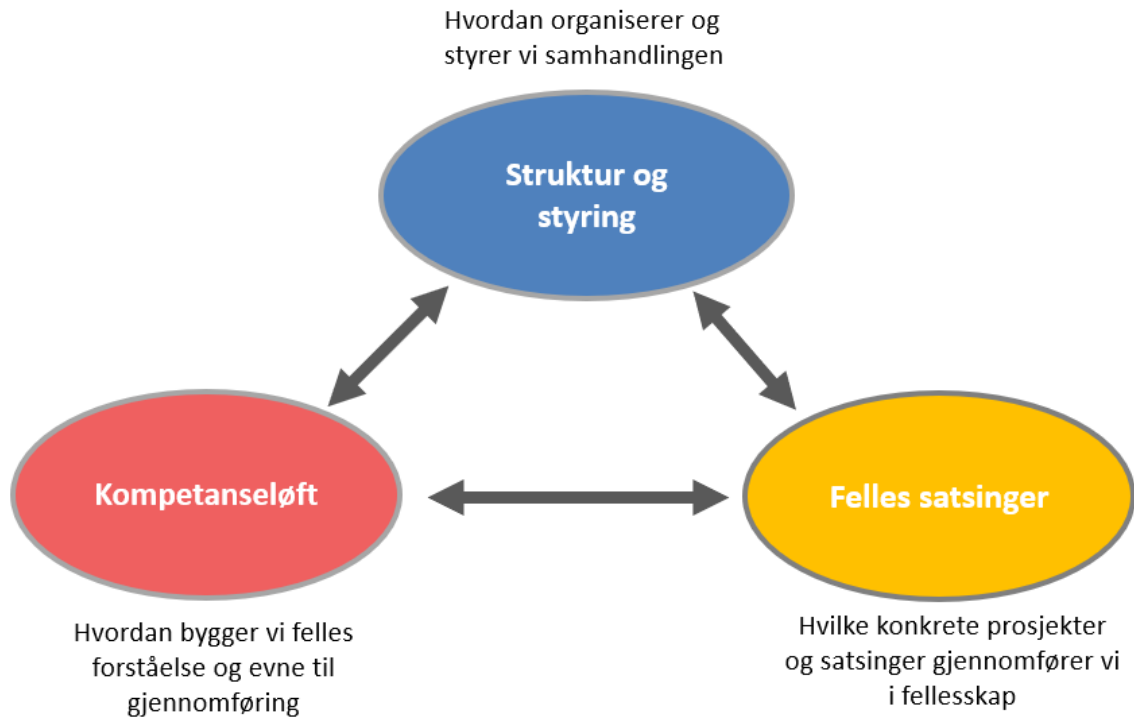 Hvordan organiserer og
styrer vi samhandlingen
Struktur og
styring
Kompetanseløft
Felles satsinger
Hvordan bygger vi felles
forståelse og evne til
gjennomføring
Hvilke konkrete prosjekter
og satsinger gjennomfører vi
i fellesskap